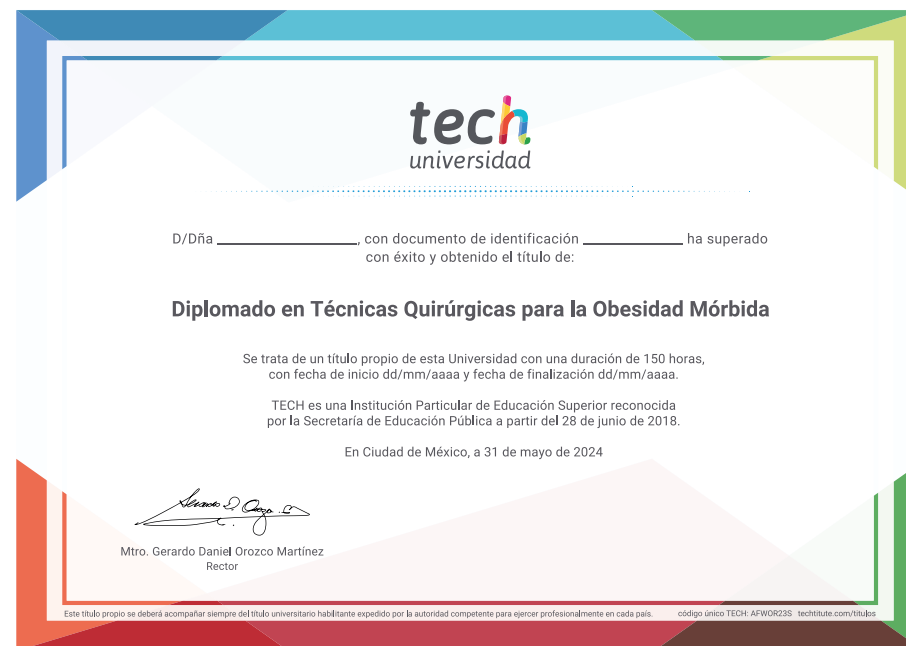 tech
universidad
D/Dña ____________________, con documento de identificación ______________ ha superado
con éxito y obtenido el título de:
Diplomado en Técnicas Quirúrgicas para la Obesidad Mórbida
Se trata de un título propio de esta Universidad con una duración de 150 horas,
con fecha de inicio dd/mm/aaaa y fecha de finalización dd/mm/aaaa.
TECH es una Institución Particular de Educación Superior reconocida
por la Secretaría de Educación Pública a partir del 28 de junio de 2018.
En Ciudad de México, a 31 de mayo de 2024
Mtro. Gerardo Daniel Orozco Martínez
Rector
Este título propio se deberá acompañar siempre del título universitario habilitante expedido por la autoridad competente para ejercer profesionalmente en cada país. código único TECH: AFWOR23S techtitute.com/titulos